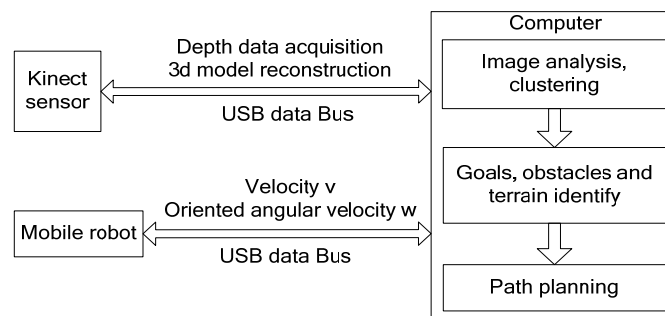 Computer
Depth data acquisition
3d model reconstruction
Kinect
sensor
USB data Bus
Image analysis,
clustering
Goals, obstacles and
terrain identify
Velocity v
Oriented angular velocity w
Mobile robot
USB data Bus
Path planning